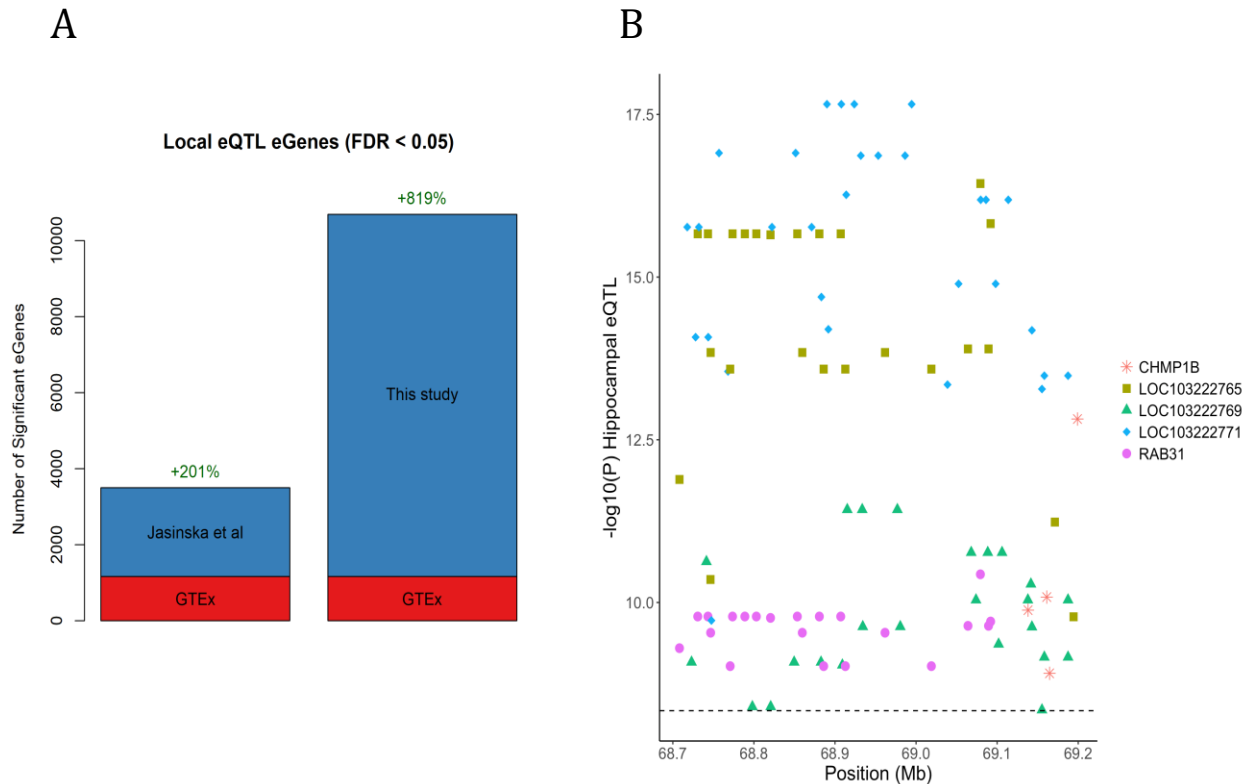 A
B
Local eQTL eGenes (FDR < 0.05)
Number of Significant eGenes
0
2000
4000
6000
8000
10000
+201%
Jasinska et al
GTEx
+819%
This study
GTEx
-log10(P) Hippocampal eQTL
17.5
15.0
12.5
10.0
68.7
68.8
68.9
69.0
69.1
69.2
Position (Mb)
CHMP1B
LOC103222765
LOC103222769
LOC103222771
RAB31